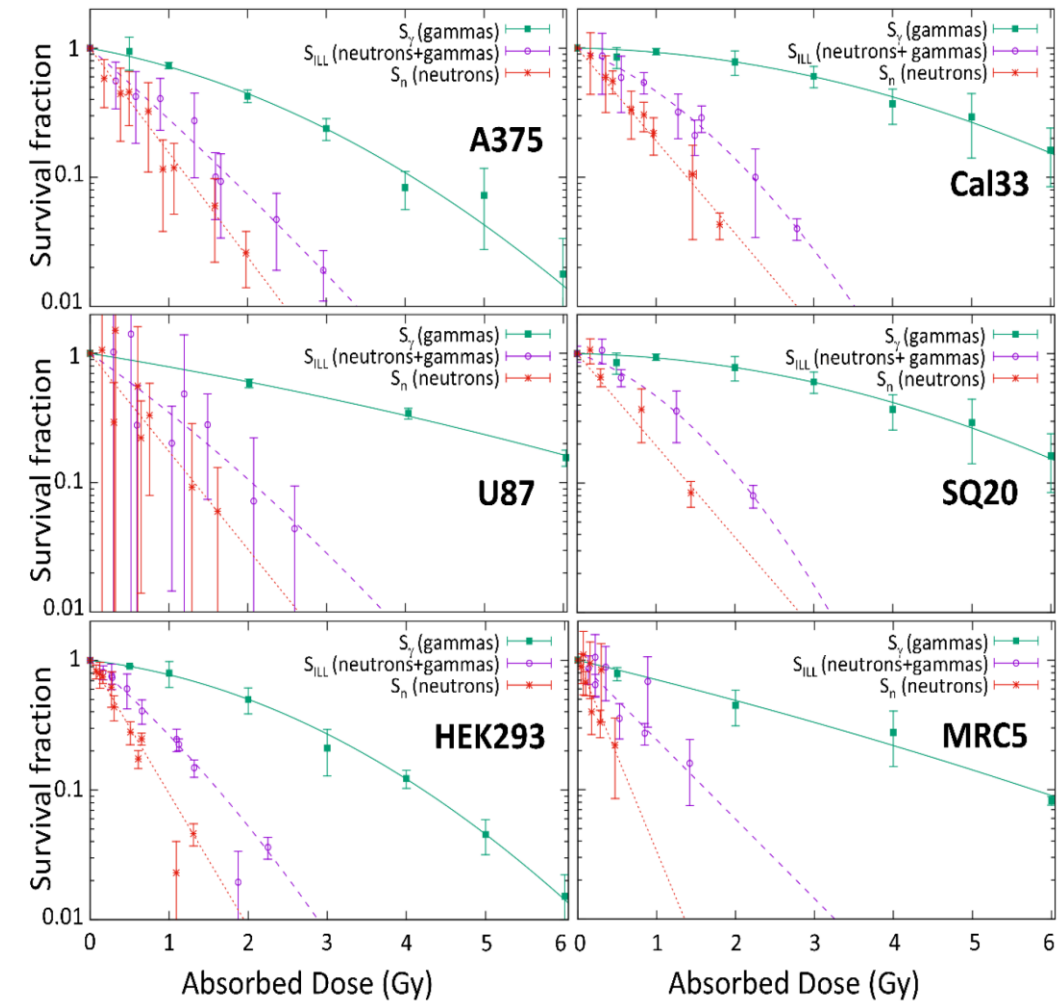 Survival fraction
1
0.1
0.01
Sγ (gammas)
SILL (neutrons+gammas)
Sn (neutrons)
A375
Sγ (gammas)
SILL (neutrons+ gammas)
Sn (neutrons)
Cal33
Survival fraction
1
0.1
0.01
Sγ (gammas)
SILL (neutrons+gammas)
Sn (neutrons)
U87
Sγ (gammas)
SILL (neutrons+ gammas)
Sn (neutrons)
SQ20
Survival fraction
1
0.1
0.01
Sγ (gammas)
SILL (neutrons+gammas)
Sn (neutrons)
HEK293
Sγ (gammas)
SILL (neutrons+gammas)
Sn (neutrons)
MRC5
0 1 2 3 4 5 6
0 1 2 3 4 5 6
Absorbed Dose (Gy)
Absorbed Dose (Gy)